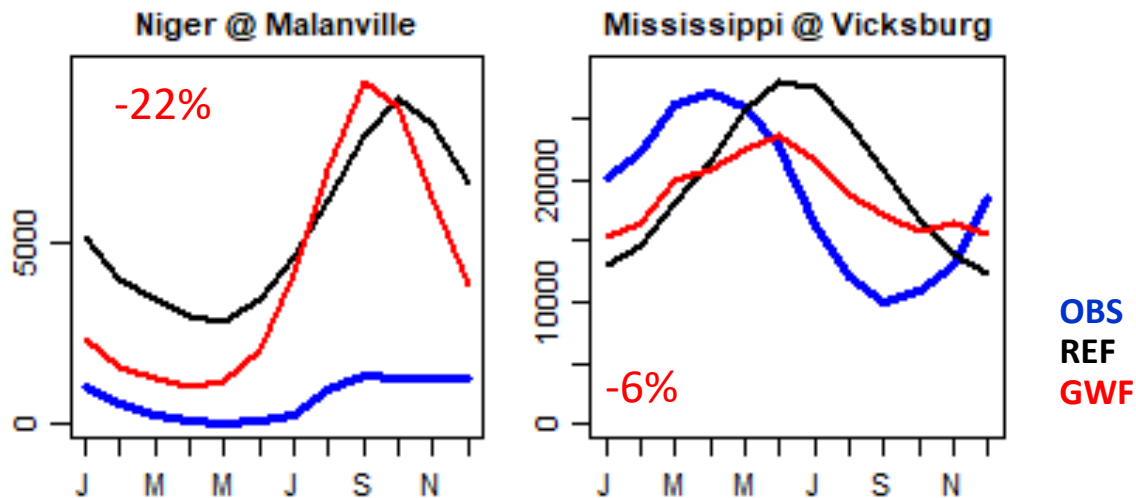 Niger @ Malanville
-22%
5000
0
J M M J S N
Mississippi @ Vicksburg
20000
10000
0
-6%
J M M J S N
OBS
REF
GWF